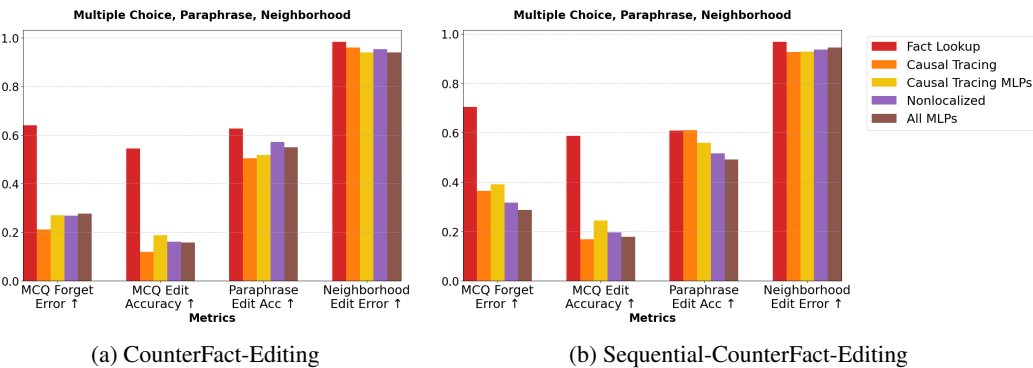 Multiple Choice, Paraphrase, Neighborhood
1.0
0.8
0.6
0.4
0.2
0.0
MCQ Forget
Error ↑
MCQ Edit
Accuracy ↑
Paraphrase
Edit Acc ↑
Neighborhood
Edit Error ↑
Metrics
(a) CounterFact-Editing
Multiple Choice, Paraphrase, Neighborhood
1.0
0.8
0.6
0.4
0.2
0.0
MCQ Forget
Error ↑
MCQ Edit
Accuracy ↑
Paraphrase
Edit Acc ↑
Neighborhood
Edit Error ↑
Metrics
(b) Sequential-CounterFact-Editing
Fact Lookup
Causal Tracing
Causal Tracing MLPs
Nonlocalized
All MLPs